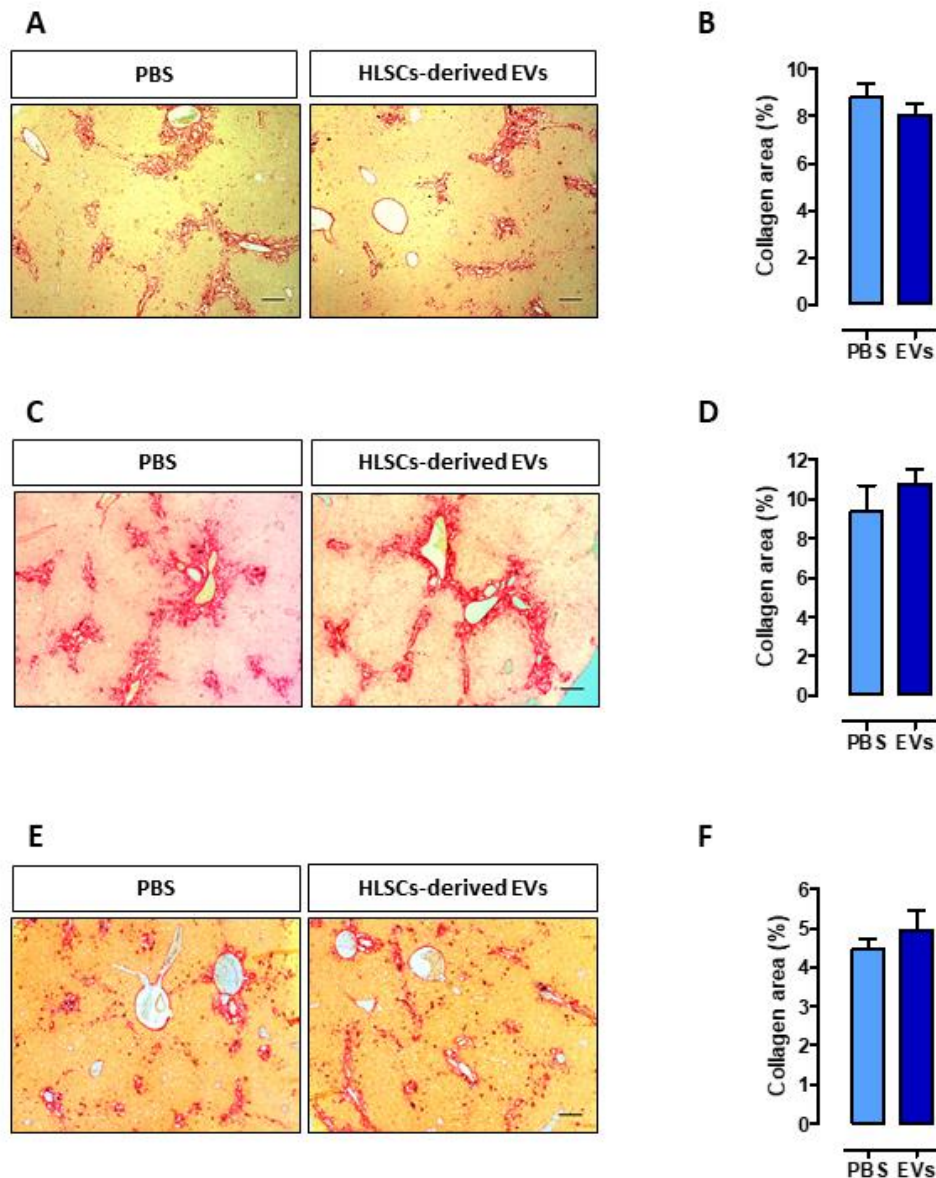 A
B
PBS
HLSCs-derived EVs
Collagen area (%)
10
8
6
4
2
0
PBS EVs
C
D
PBS
HLSCs-derived EVs
Collagen area (%)
12
10
8
6
4
2
0
PBS EVs
E
F
PBS
HLSCs-derived EVs
Collagen area (%)
6
5
4
3
2
1
0
PBS EVs